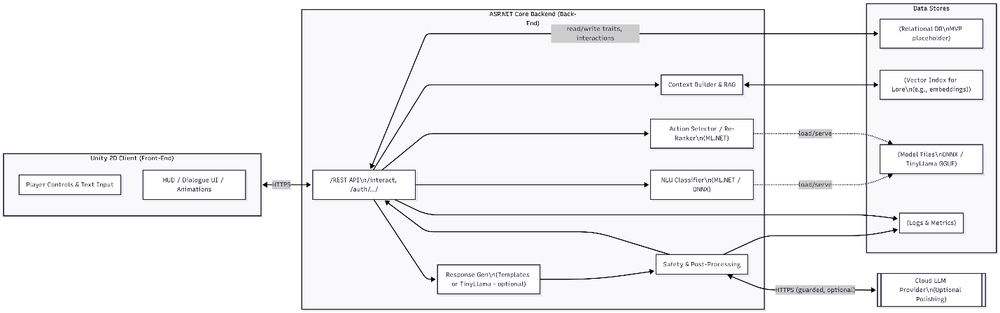 ASP.NET Core Backend (Back-
End)
Data Stores
read/write traits,
interactions
(Relational DB\nMVP
placeholder)
Context Builder & RAG
(Vector Index for
Lore\n(e.g., embeddings))
Action Selector / Re-
Ranker\n(ML.NET)
load/serve
(Model Files\nONNX /
TinyLlama GGUF)
Unity 2D Client (Front-End)
Player Controls & Text Input
HUD / Dialogue UI /
Animations
HTTPS
/REST API\n/interact,
/auth/.../
NLU Classifier\n(ML.NET /
ONNX)
load/serve
(Logs & Metrics)
Safety & Post-Processing
Response Gen\n(Templates
or TinyLlama - optional)
HTTPS (guarded, optional)
Cloud LLM
Provider\n(Optional
Polishing)